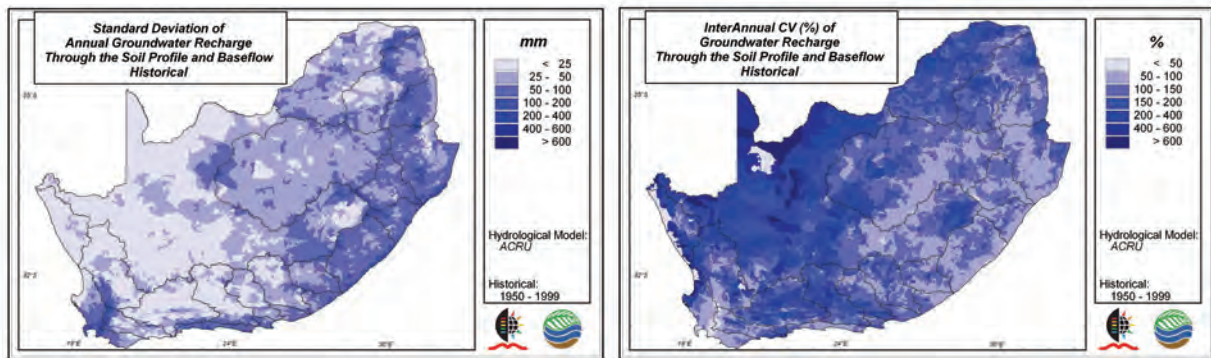 Standard Deviation of
Annual Groundwater Recharge
Through the Soil Profile and Baseflow
Historical
mm
< 25
25 - 50
50 - 100
100 - 200
200 - 400
400 - 600
> 600
Hydrological Model:
ACRU
Historical:
1950 - 1999
24°E
InterAnnual CV (%) of
Groundwater Recharge
Through the Soil Profile and Baseflow
Historical
%
< 50
50 - 100
100 - 150
150 - 200
200 - 400
400 - 600
> 600
Hydrological Model:
ACRU
Historical:
1950 - 1999
24°E